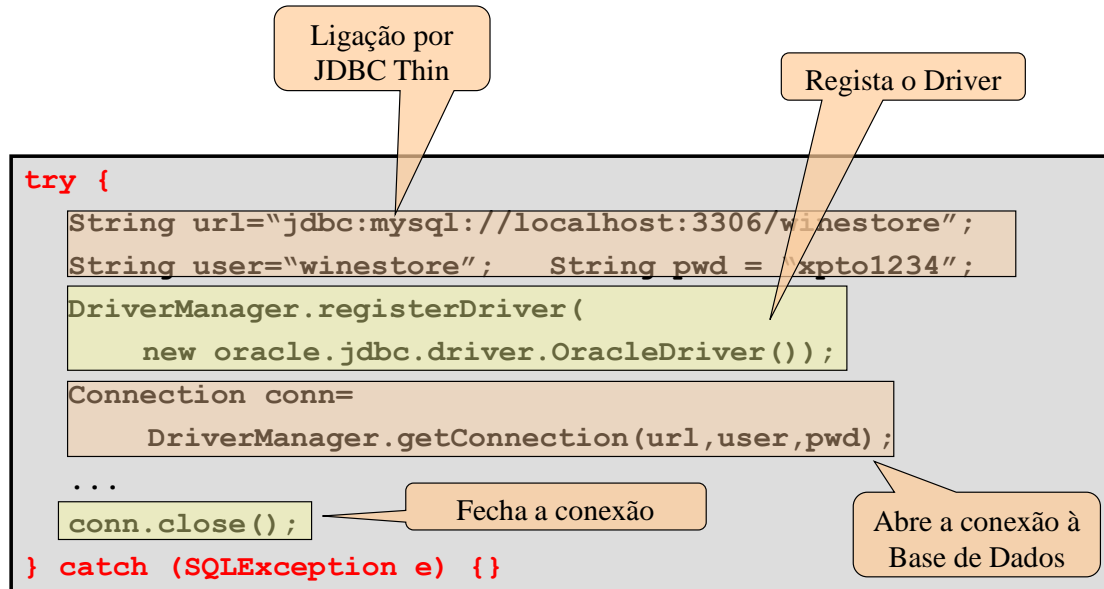 Ligação por
JDBC Thin
Regista o Driver
try {
String url=“jdbc:mysql://localhost:3306/winestore”;
String user=“winestore”; String pwd = “xpto1234”;
DriverManager.registerDriver(
new oracle.jdbc.driver.OracleDriver());
Connection conn=
DriverManager.getConnection(url,user,pwd);
...
conn.close();
Fecha a conexão
Abre a conexão à
Base de Dados
} catch (SQLException e) {}